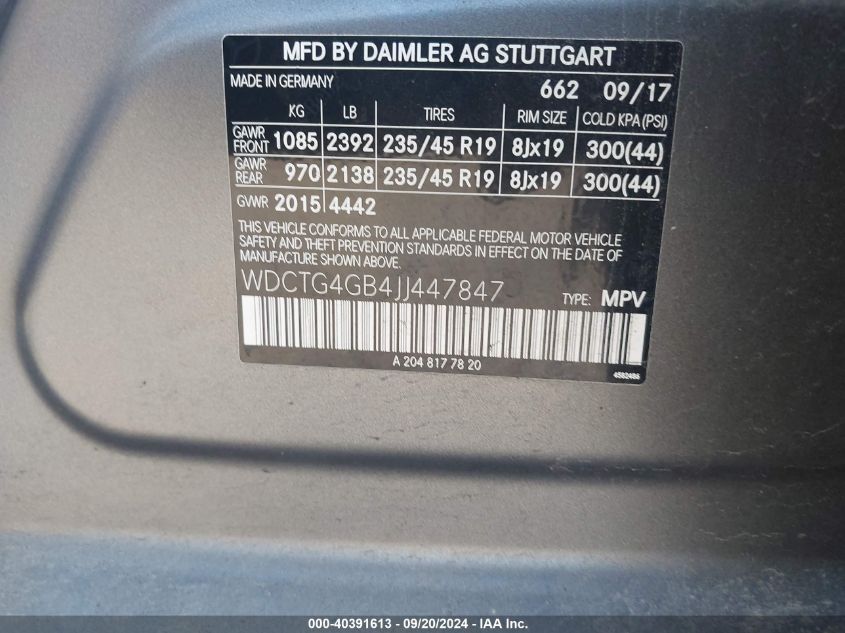 MFD BY DAIMLER AG STUTTGART
MADE IN GERMANY 662 09/17
KG LB TIRES RIM SIZE COLD KPA (PSI)
GAWR FRONT 1085 2392 235/45 R19 8Jx19 300(44)
GAWR REAR 970 2138 235/45 R19 8Jx19 300(44)
GVWR 2015 4442
THIS VEHICLE CONFORMS TO ALL APPLICABLE FEDERAL MOTOR VEHICLE
SAFETY AND THEFT PREVENTION STANDARDS IN EFFECT ON THE DATE OF
MANUFACTURE SHOWN ABOVE.
WDCTG4GB4JJ447847 TYPE: MPV
A 204 817 78 20 4582486
000-40391613 - 09/20/2024 - IAA, Inc.